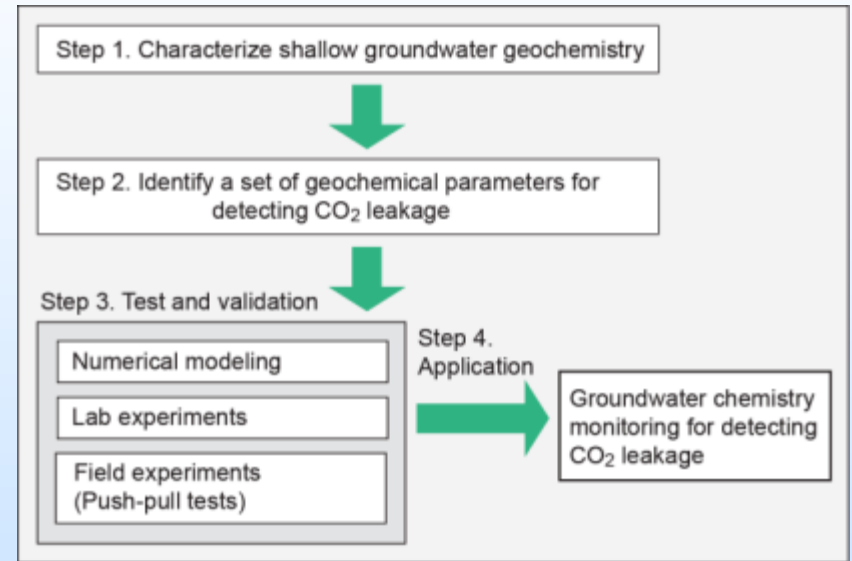 Step 1. Characterize shallow groundwater geochemistry
Step 2. Identify a set of geochemical parameters for
detecting CO₂ leakage
Step 3. Test and validation
Numerical modeling
Lab experiments
Field experiments
(Push-pull tests)
Step 4.
Application
Groundwater chemistry
monitoring for detecting
CO₂ leakage